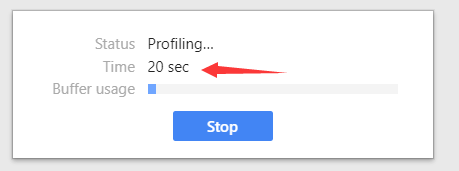 Status Profiling...
Time 20 sec
Buffer usage
Stop